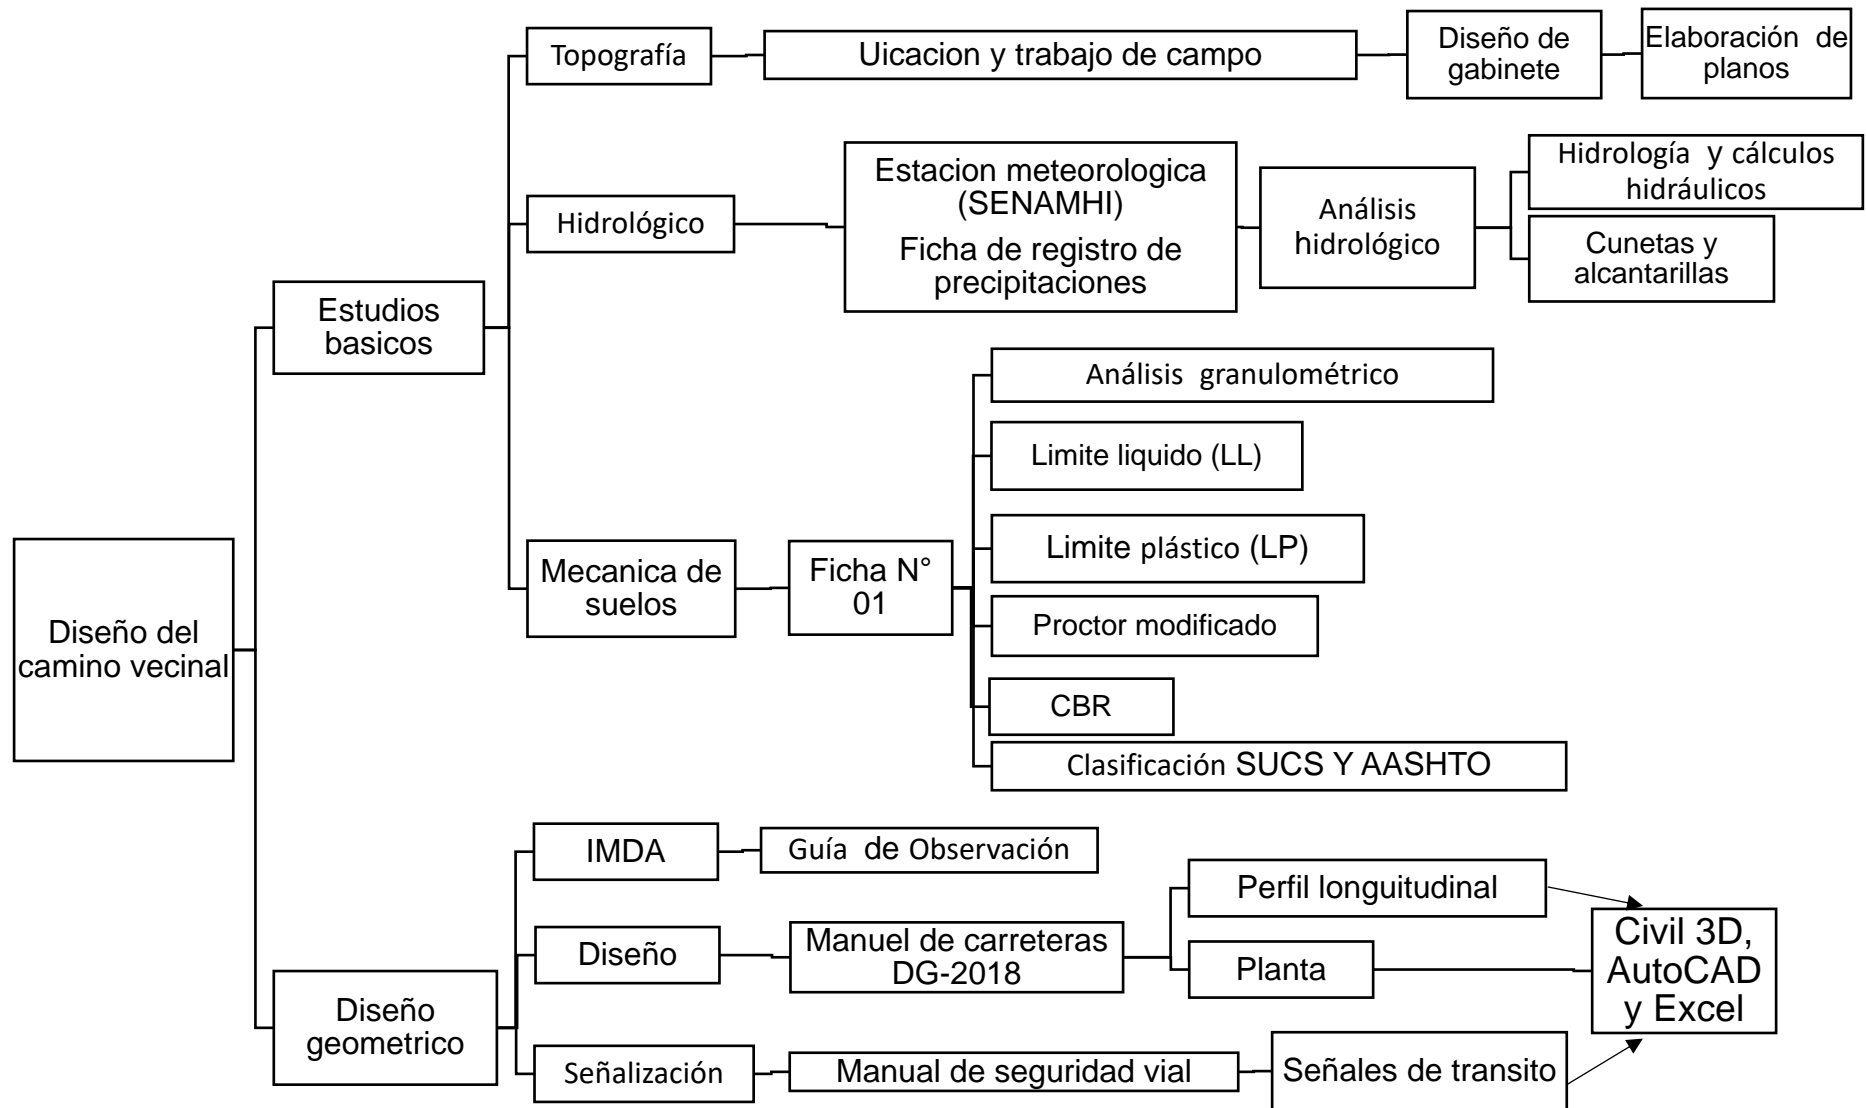 Topografía
Uicacion y trabajo de campo
Diseño de
gabinete
Elaboración de
planos
Hidrológico
Estacion meteorologica
(SENAMHI)
Ficha de registro de
precipitaciones
Análisis
hidrológico
Hidrología y cálculos
hidráulicos
Cunetas y
alcantarillas
Estudios
basicos
Análisis granulométrico
Limite liquido (LL)
Limite plástico (LP)
Mecanica de
suelos
Ficha N°
01
Proctor modificado
CBR
Clasificación SUCS Y AASHTO
Diseño del
camino vecinal
IMDA
Guía de Observación
Perfil longuitudinal
Diseño
Manuel de carreteras
DG-2018
Planta
Civil 3D,
AutoCAD
y Excel
Diseño
geometrico
Señalización
Manual de seguridad vial
Señales de transito